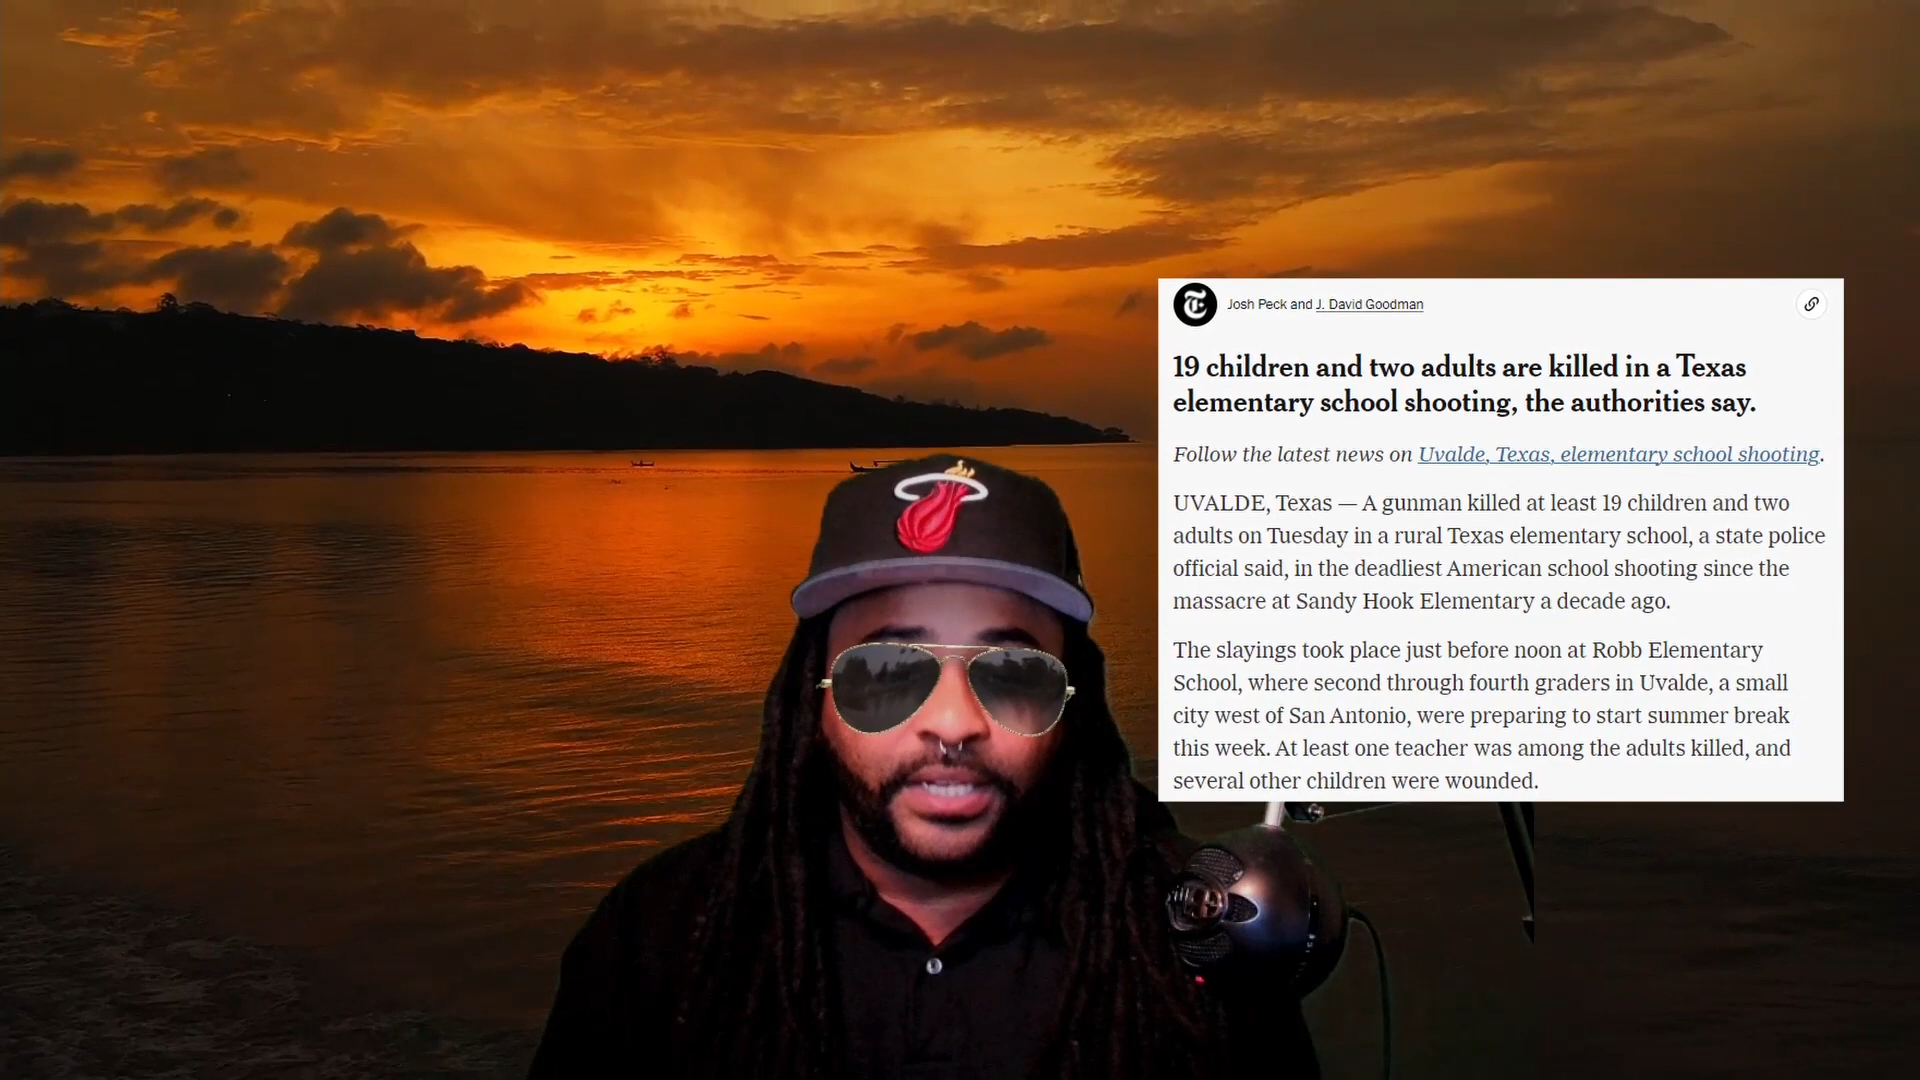 Josh Peck and J. David Goodman
19 children and two adults are killed in a Texas
elementary school shooting, the authorities say.
Follow the latest news on Uvalde, Texas, elementary school shooting.
UVALDE, Texas — A gunman killed at least 19 children and two
adults on Tuesday in a rural Texas elementary school, a state police
official said, in the deadliest American school shooting since the
massacre at Sandy Hook Elementary a decade ago.
The slayings took place just before noon at Robb Elementary
School, where second through fourth graders in Uvalde, a small
city west of San Antonio, were preparing to start summer break
this week. At least one teacher was among the adults killed, and
several other children were wounded.